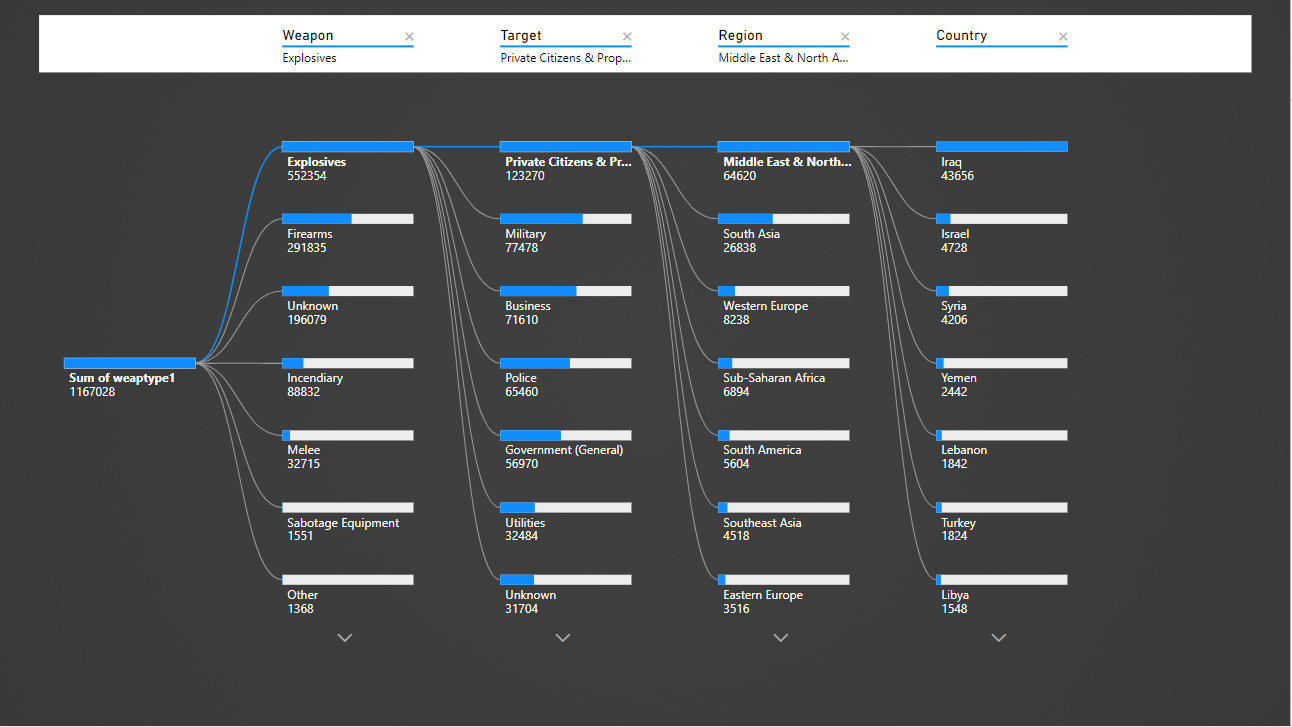 Weapon
Explosives
Target
Private Citizens & Prop...
Region
Middle East & North A...
Country
Sum of weaptype1
1167028
Explosives
552354
Firearms
291835
Unknown
196079
Incendiary
88832
Melee
32715
Sabotage Equipment
1551
Other
1368
Private Citizens & Pr...
123270
Military
77478
Business
71610
Police
65460
Government (General)
56970
Utilities
32484
Unknown
31704
Middle East & North...
64620
South Asia
26838
Western Europe
8238
Sub-Saharan Africa
6894
South America
5604
Southeast Asia
4518
Eastern Europe
3516
Iraq
43656
Israel
4728
Syria
4206
Yemen
2442
Lebanon
1842
Turkey
1824
Libya
1548